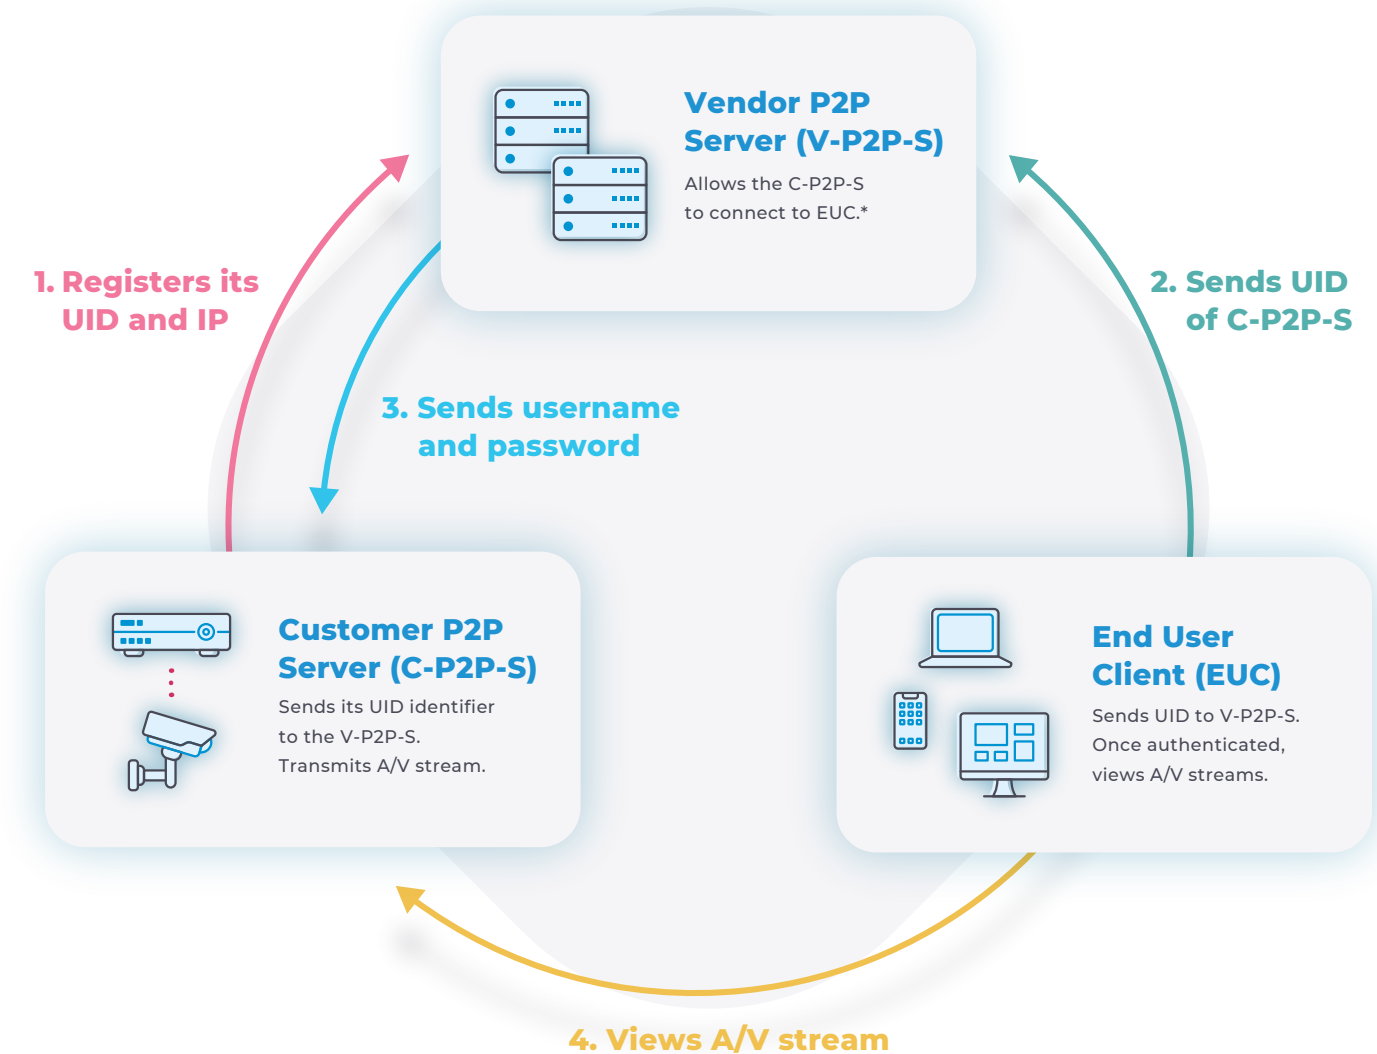 Vendor P2P
Server (V-P2P-S)
Allows the C-P2P-S
to connect to EUC.*
1. Registers its
UID and IP
2. Sends UID
of C-P2P-S
3. Sends username
and password
Customer P2P
Server (C-P2P-S)
Sends its UID identifier
to the V-P2P-S.
Transmits A/V stream.
End User
Client (EUC)
Sends UID to V-P2P-S.
Once authenticated,
views A/V streams.
4. Views A/V stream